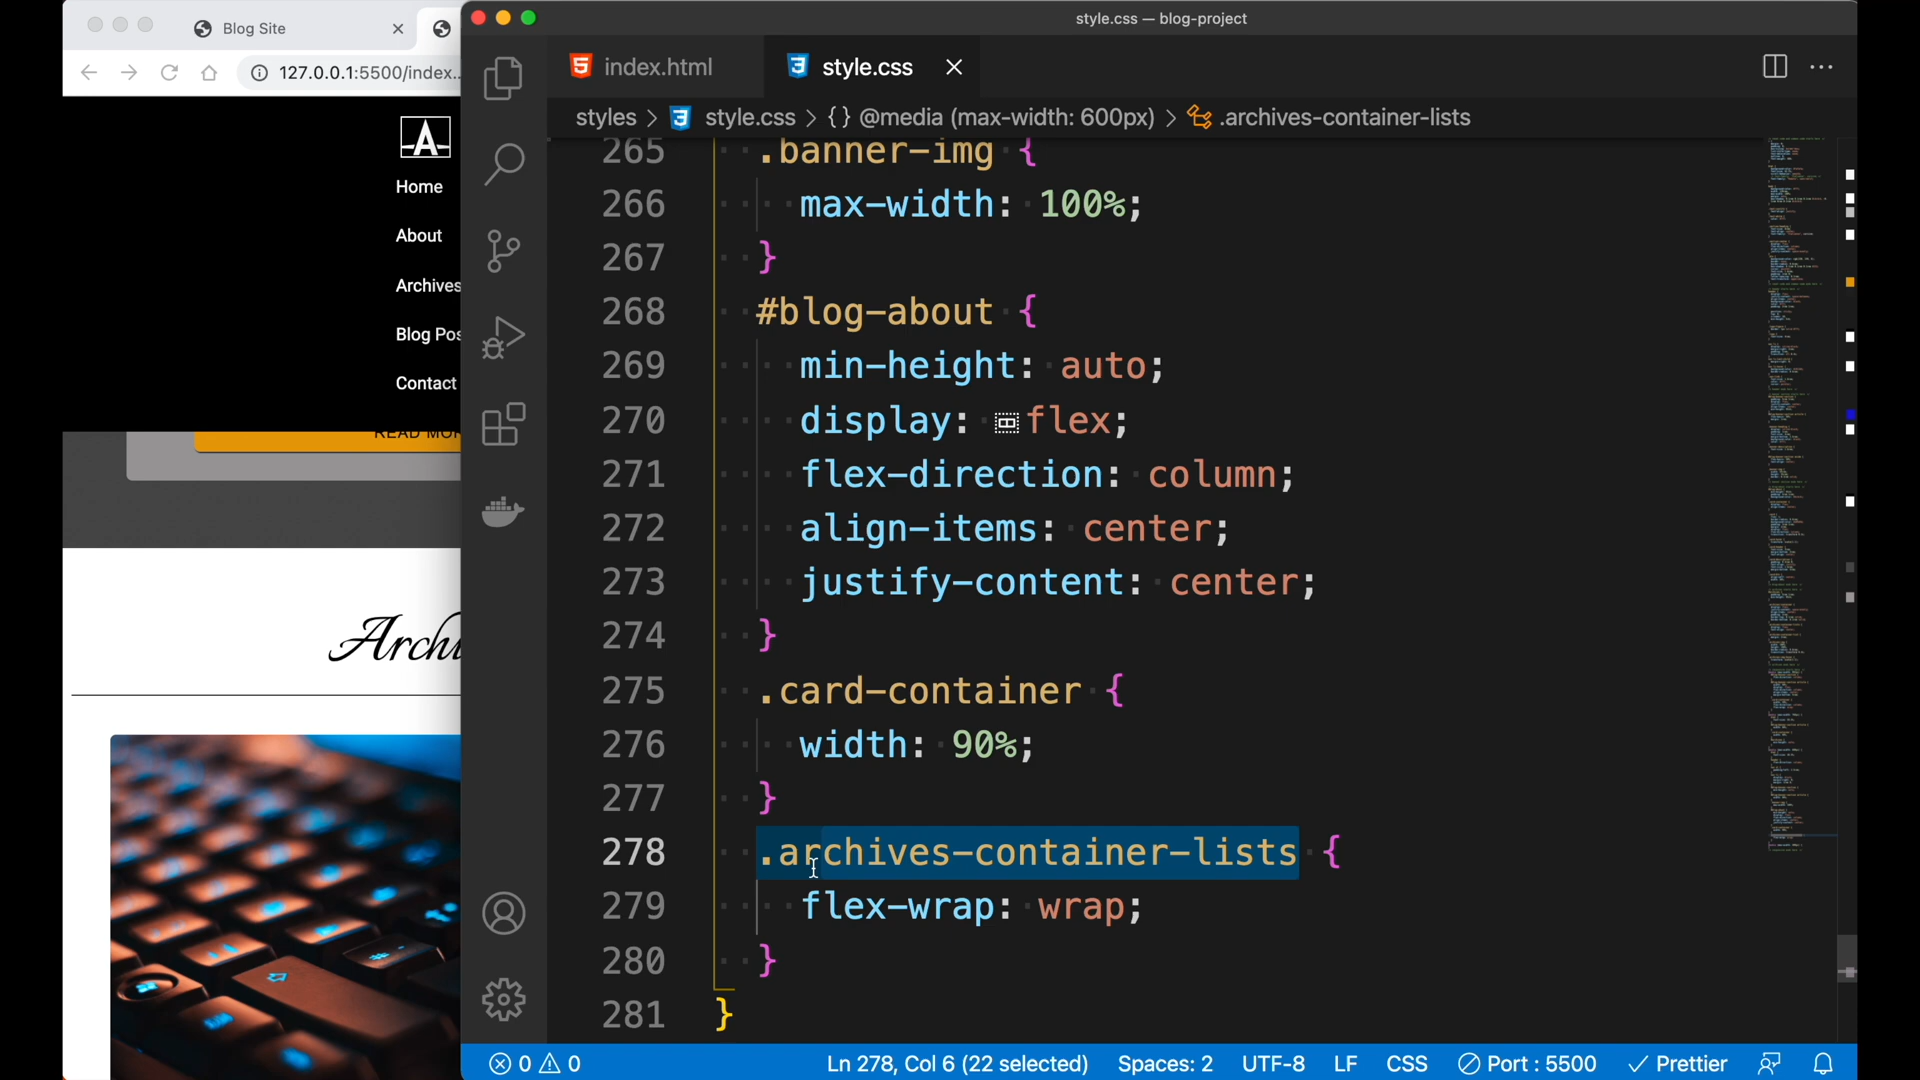 Blog Site
127.0.0.1:5500/index...
Home
About
Archives
Blog Pos
Contact
READ MOR
Archi
style.css — blog-project
index.html
style.css
styles > style.css > {} @media (max-width: 600px) > .archives-container-lists
265 .banner-img {
266 max-width: 100%;
267 }
268 #blog-about {
269 min-height: auto;
270 display: flex;
271 flex-direction: column;
272 align-items: center;
273 justify-content: center;
274 }
275 .card-container {
276 width: 90%;
277 }
278 .archives-container-lists {
279 flex-wrap: wrap;
280 }
281 }
0 0 Ln 278, Col 6 (22 selected) Spaces: 2 UTF-8 LF CSS Port : 5500 Prettier